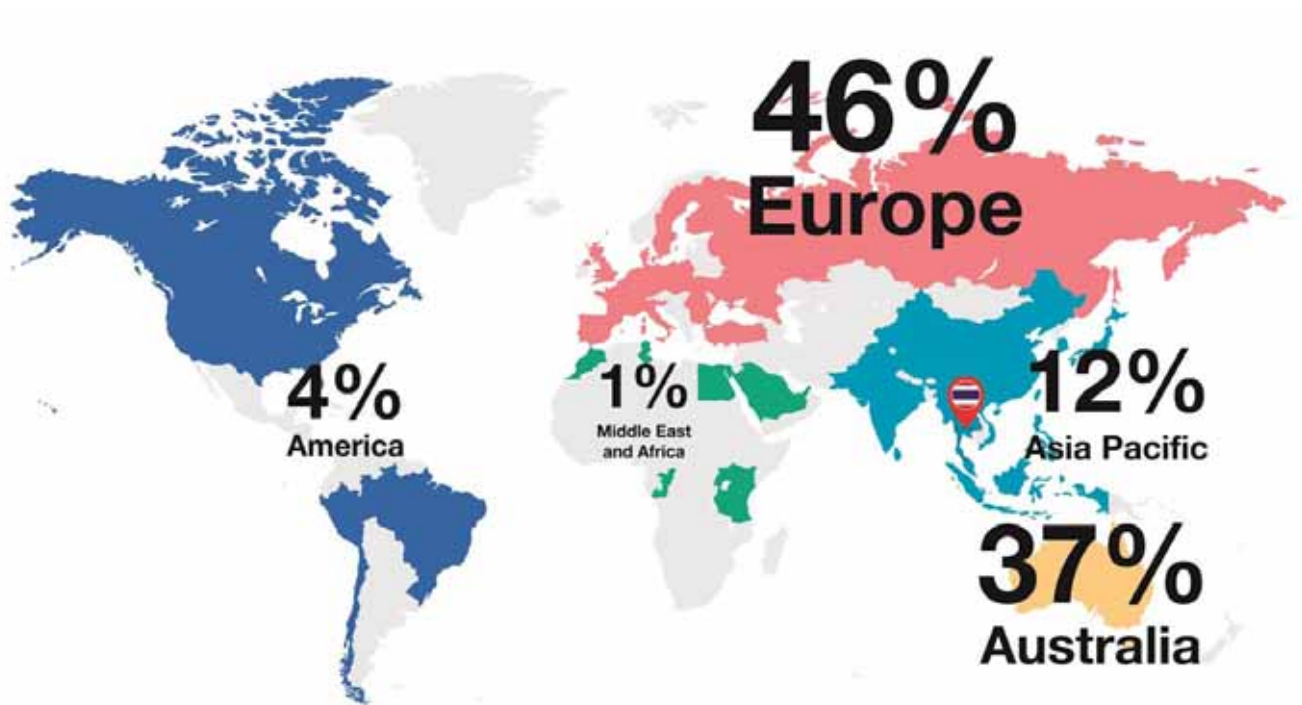 46%
Europe
4%
America
1%
Middle East
and Africa
12%
Asia Pacific
37%
Australia